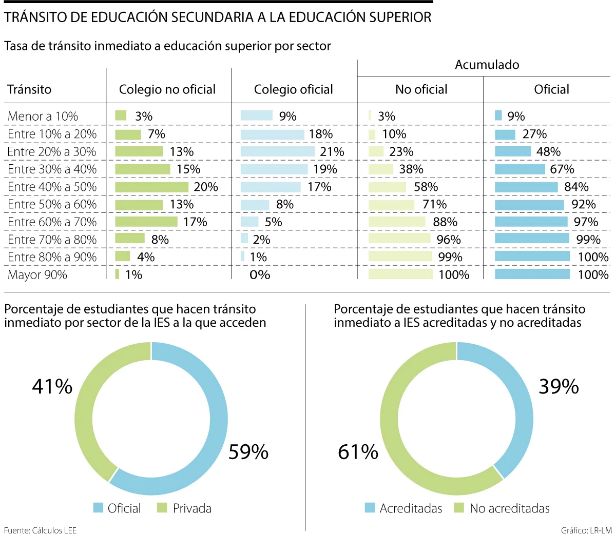 TRÁNSITO DE EDUCACIÓN SECUNDARIA A LA EDUCACIÓN SUPERIOR
Tasa de tránsito inmediato a educación superior por sector
Acumulado
Tránsito Colegio no oficial Colegio oficial No oficial Oficial
Menor a 10% 3% 9% 3% 9%
Entre 10% a 20% 7% 18% 10% 27%
Entre 20% a 30% 13% 21% 23% 48%
Entre 30% a 40% 15% 19% 38% 67%
Entre 40% a 50% 20% 17% 58% 84%
Entre 50% a 60% 13% 8% 71% 92%
Entre 60% a 70% 17% 5% 88% 97%
Entre 70% a 80% 8% 2% 96% 99%
Entre 80% a 90% 4% 1% 99% 100%
Mayor 90% 1% 0% 100% 100%
Porcentaje de estudiantes que hacen tránsito
inmediato por sector de la IES a la que acceden
41%
59%
Oficial Privada
Porcentaje de estudiantes que hacen tránsito
inmediato a IES acreditadas y no acreditadas
39%
61%
Acreditadas No acreditadas
Fuente: Cálculos LEE Gráfico: LR-LM